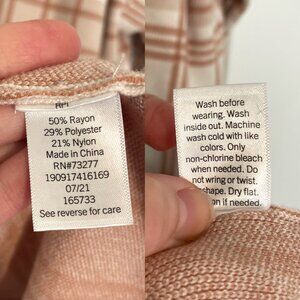 RPL
50% Rayon
29% Polyester
21% Nylon
Made in China
RN#73277
190917416169
07/21
165733
See reverse for care
Wash before
wearing. Wash
inside out. Machine
wash cold with like
colors. Only
non-chlorine bleach
when needed. Do
not wring or twist.
shape. Dry flat.
on if needed.